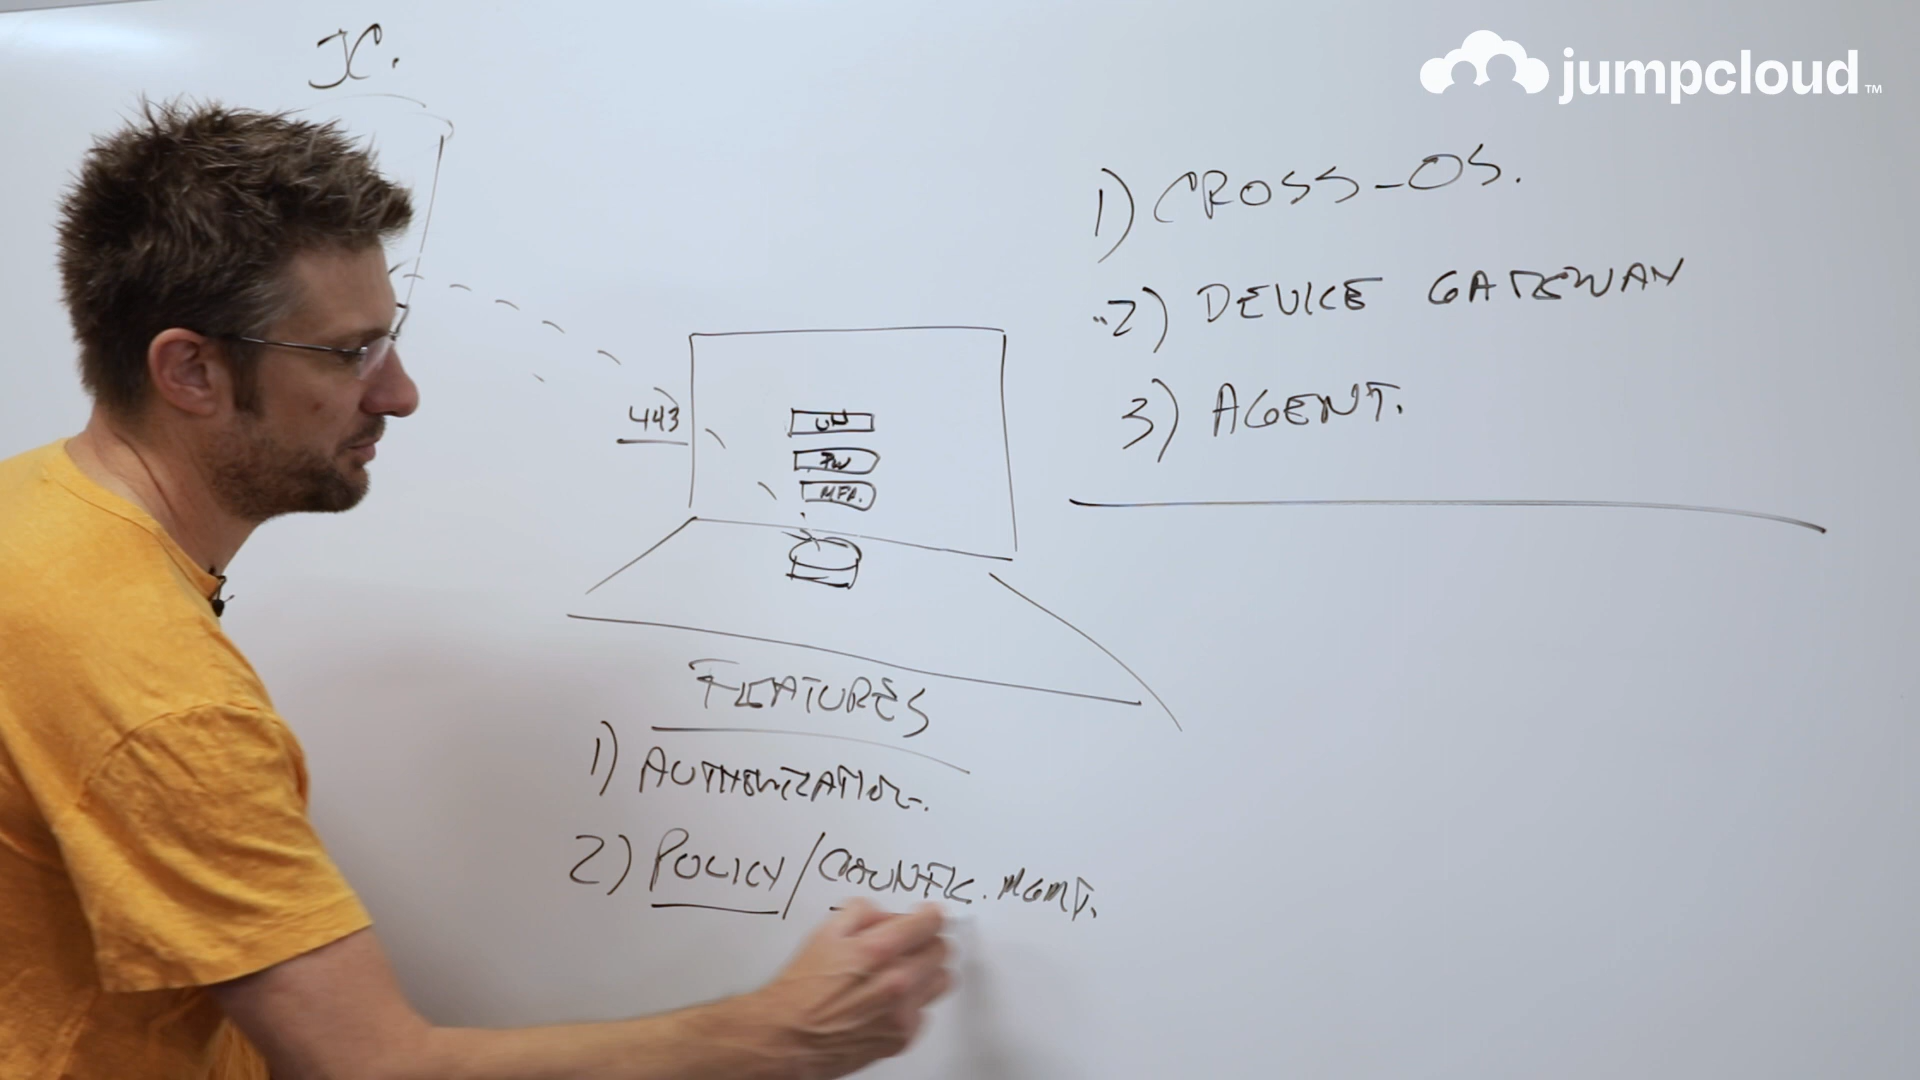 JC.
jumpcloud™
1) CROSS-OS.
2) DEVICE GATEWAY
3) AGENT.
443
UN
PW
MFA.
FEATURES
1) AUTHORIZATION.
2) POLICY/CONFIG. MGMT.